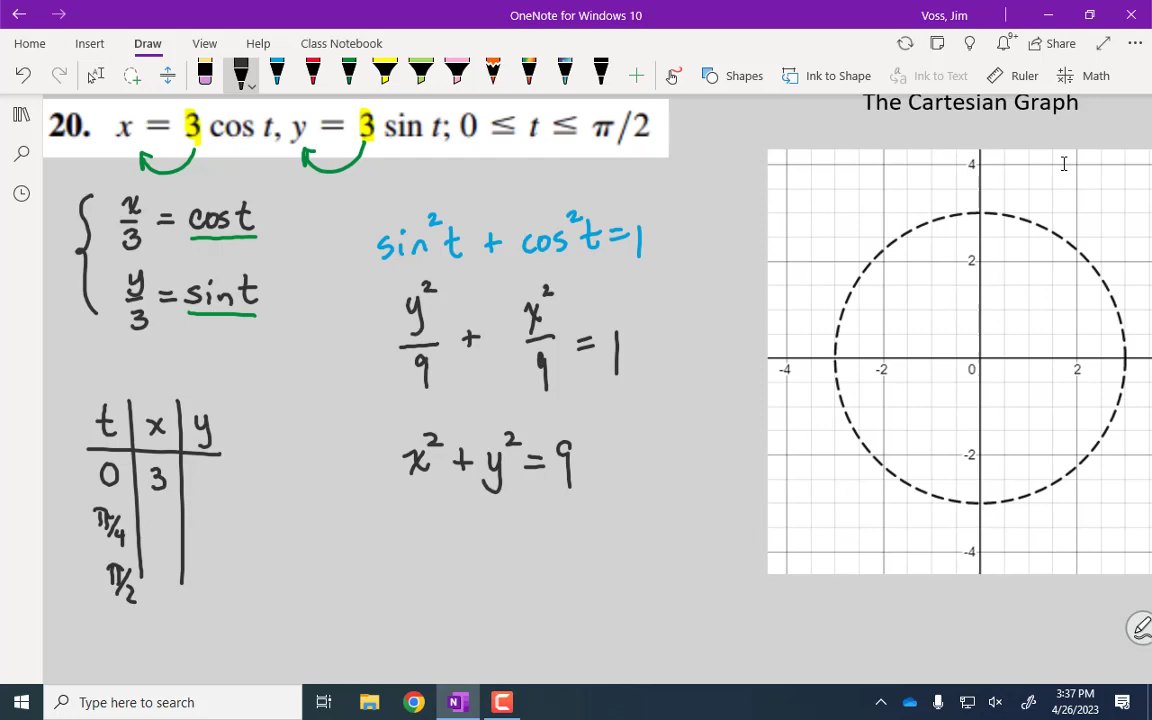 OneNote for Windows 10
Voss, Jim
Home Insert Draw View Help Class Notebook
9+
Share
Shapes Ink to Shape Ink to Text Ruler Math
The Cartesian Graph
20. x = 3 cos t, y = 3 sin t; 0 ≤ t ≤ π/2
x/3 = cos t
y/3 = sin t
sin²t + cos²t = 1
y²/9 + x²/9 = 1
x² + y² = 9
t x y
0 3
π/4
π/2
4
2
-4 -2 0 2
-2
-4
Type here to search
3:37 PM
4/26/2023